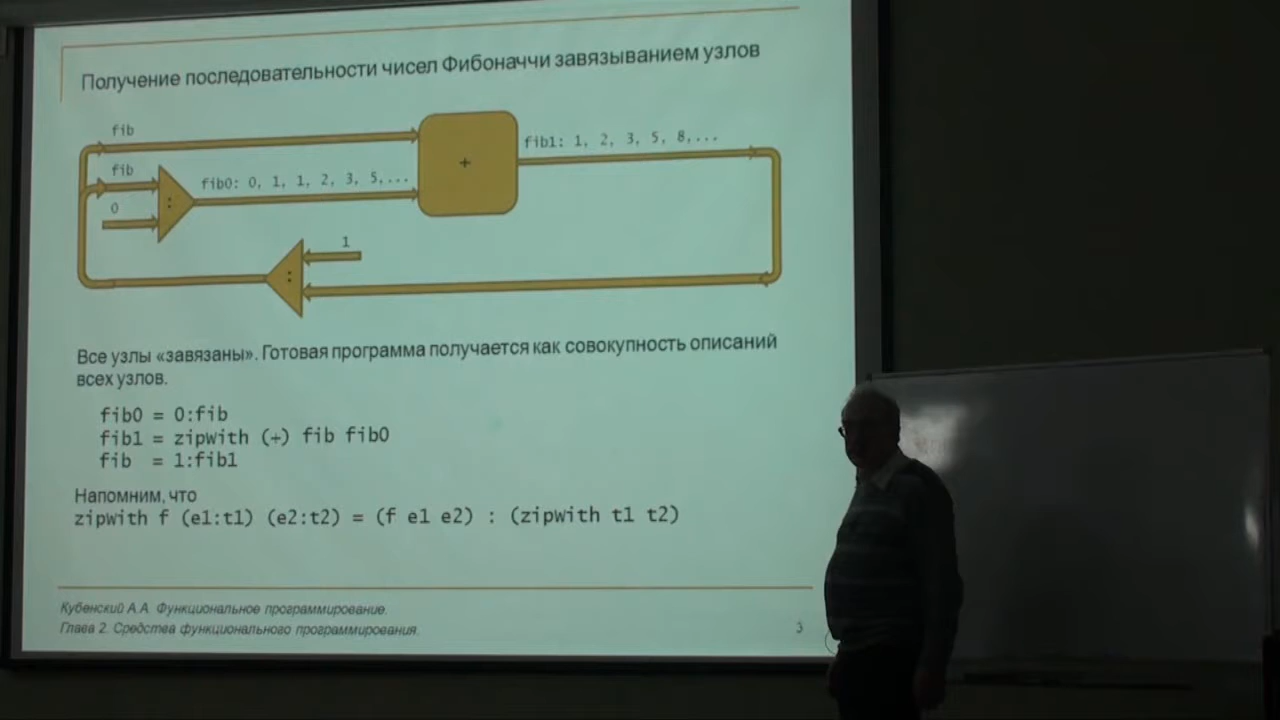 Получение последовательности чисел Фибоначчи завязыванием узлов
fib
fib1: 1, 2, 3, 5, 8,...
+
fib
fib0: 0, 1, 1, 2, 3, 5,...
:
0
1
:
Все узлы «завязаны». Готовая программа получается как совокупность описаний
всех узлов.
fib0 = 0:fib
fib1 = zipWith (+) fib fib0
fib = 1:fib1
Напомним, что
zipWith f (e1:t1) (e2:t2) = (f e1 e2) : (zipWith t1 t2)
Кубенский А.А. Функциональное программирование.
Глава 2. Средства функционального программирования.
3